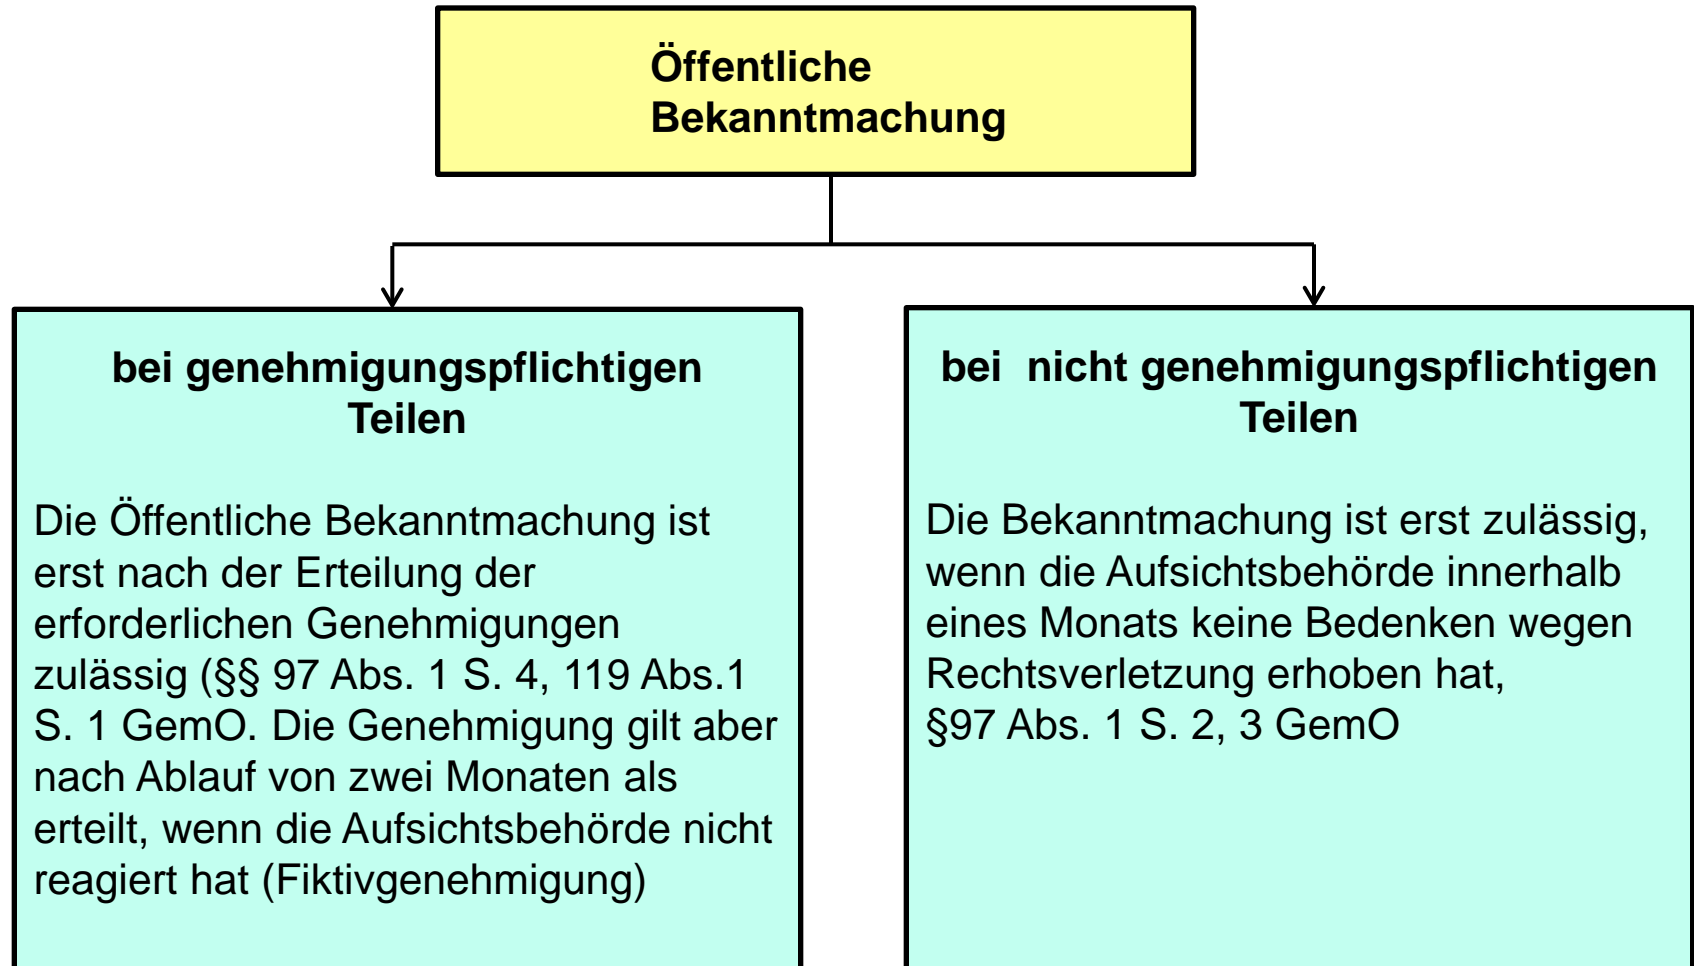 Öffentliche
Bekanntmachung
bei genehmigungspflichtigen
Teilen
Die Öffentliche Bekanntmachung ist
erst nach der Erteilung der
erforderlichen Genehmigungen
zulässig (§§ 97 Abs. 1 S. 4, 119 Abs.1
S. 1 GemO. Die Genehmigung gilt aber
nach Ablauf von zwei Monaten als
erteilt, wenn die Aufsichtsbehörde nicht
reagiert hat (Fiktivgenehmigung)
bei nicht genehmigungspflichtigen
Teilen
Die Bekanntmachung ist erst zulässig,
wenn die Aufsichtsbehörde innerhalb
eines Monats keine Bedenken wegen
Rechtsverletzung erhoben hat,
§97 Abs. 1 S. 2, 3 GemO